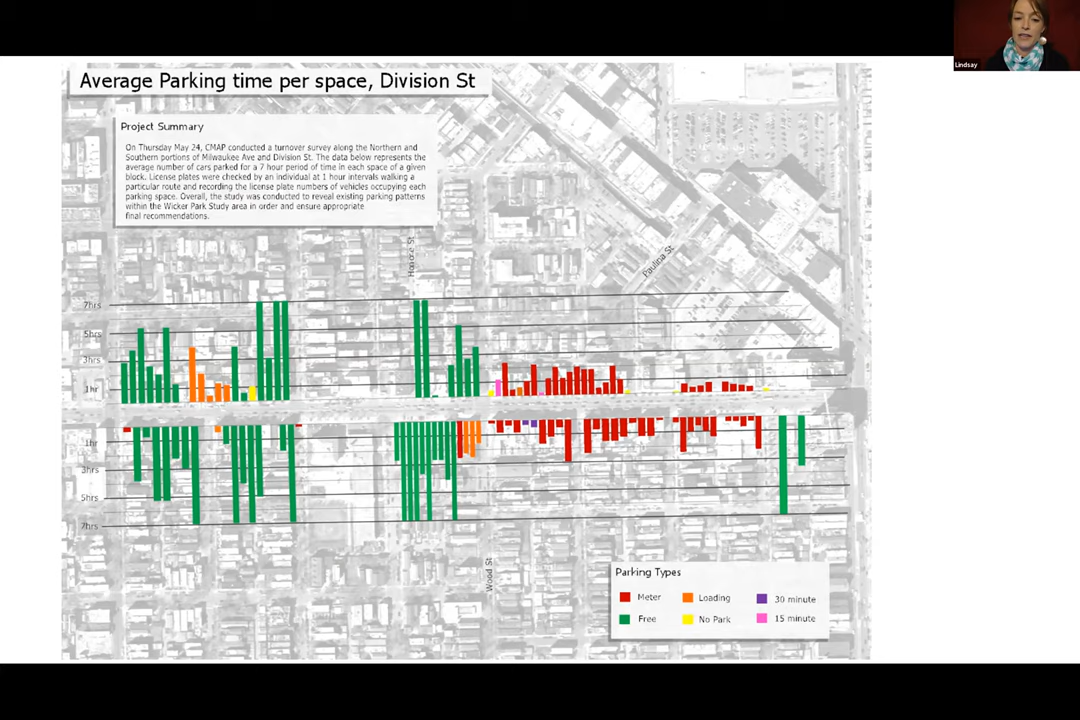 Lindsay
Average Parking time per space, Division St
Project Summary
On Thursday May 24, CMAP conducted a turnover survey along the Northern and
Southern portions of Milwaukee Ave and Division St. The data below represents the
average number of cars parked for a 7 hour period of time in each space of a given
block. License plates were checked by an individual at 1 hour intervals walking a
particular route and recording the license plate numbers of vehicles occupying each
parking space. Overall, the study was conducted to reveal existing parking patterns
within the Wicker Park Study area in order and ensure appropriate
final recommendations.
Honore St
Paulina St
7hrs
5hrs
3hrs
1hr
1hr
3hrs
5hrs
7hrs
Wood St
Parking Types
Meter
Loading
30 minute
Free
No Park
15 minute